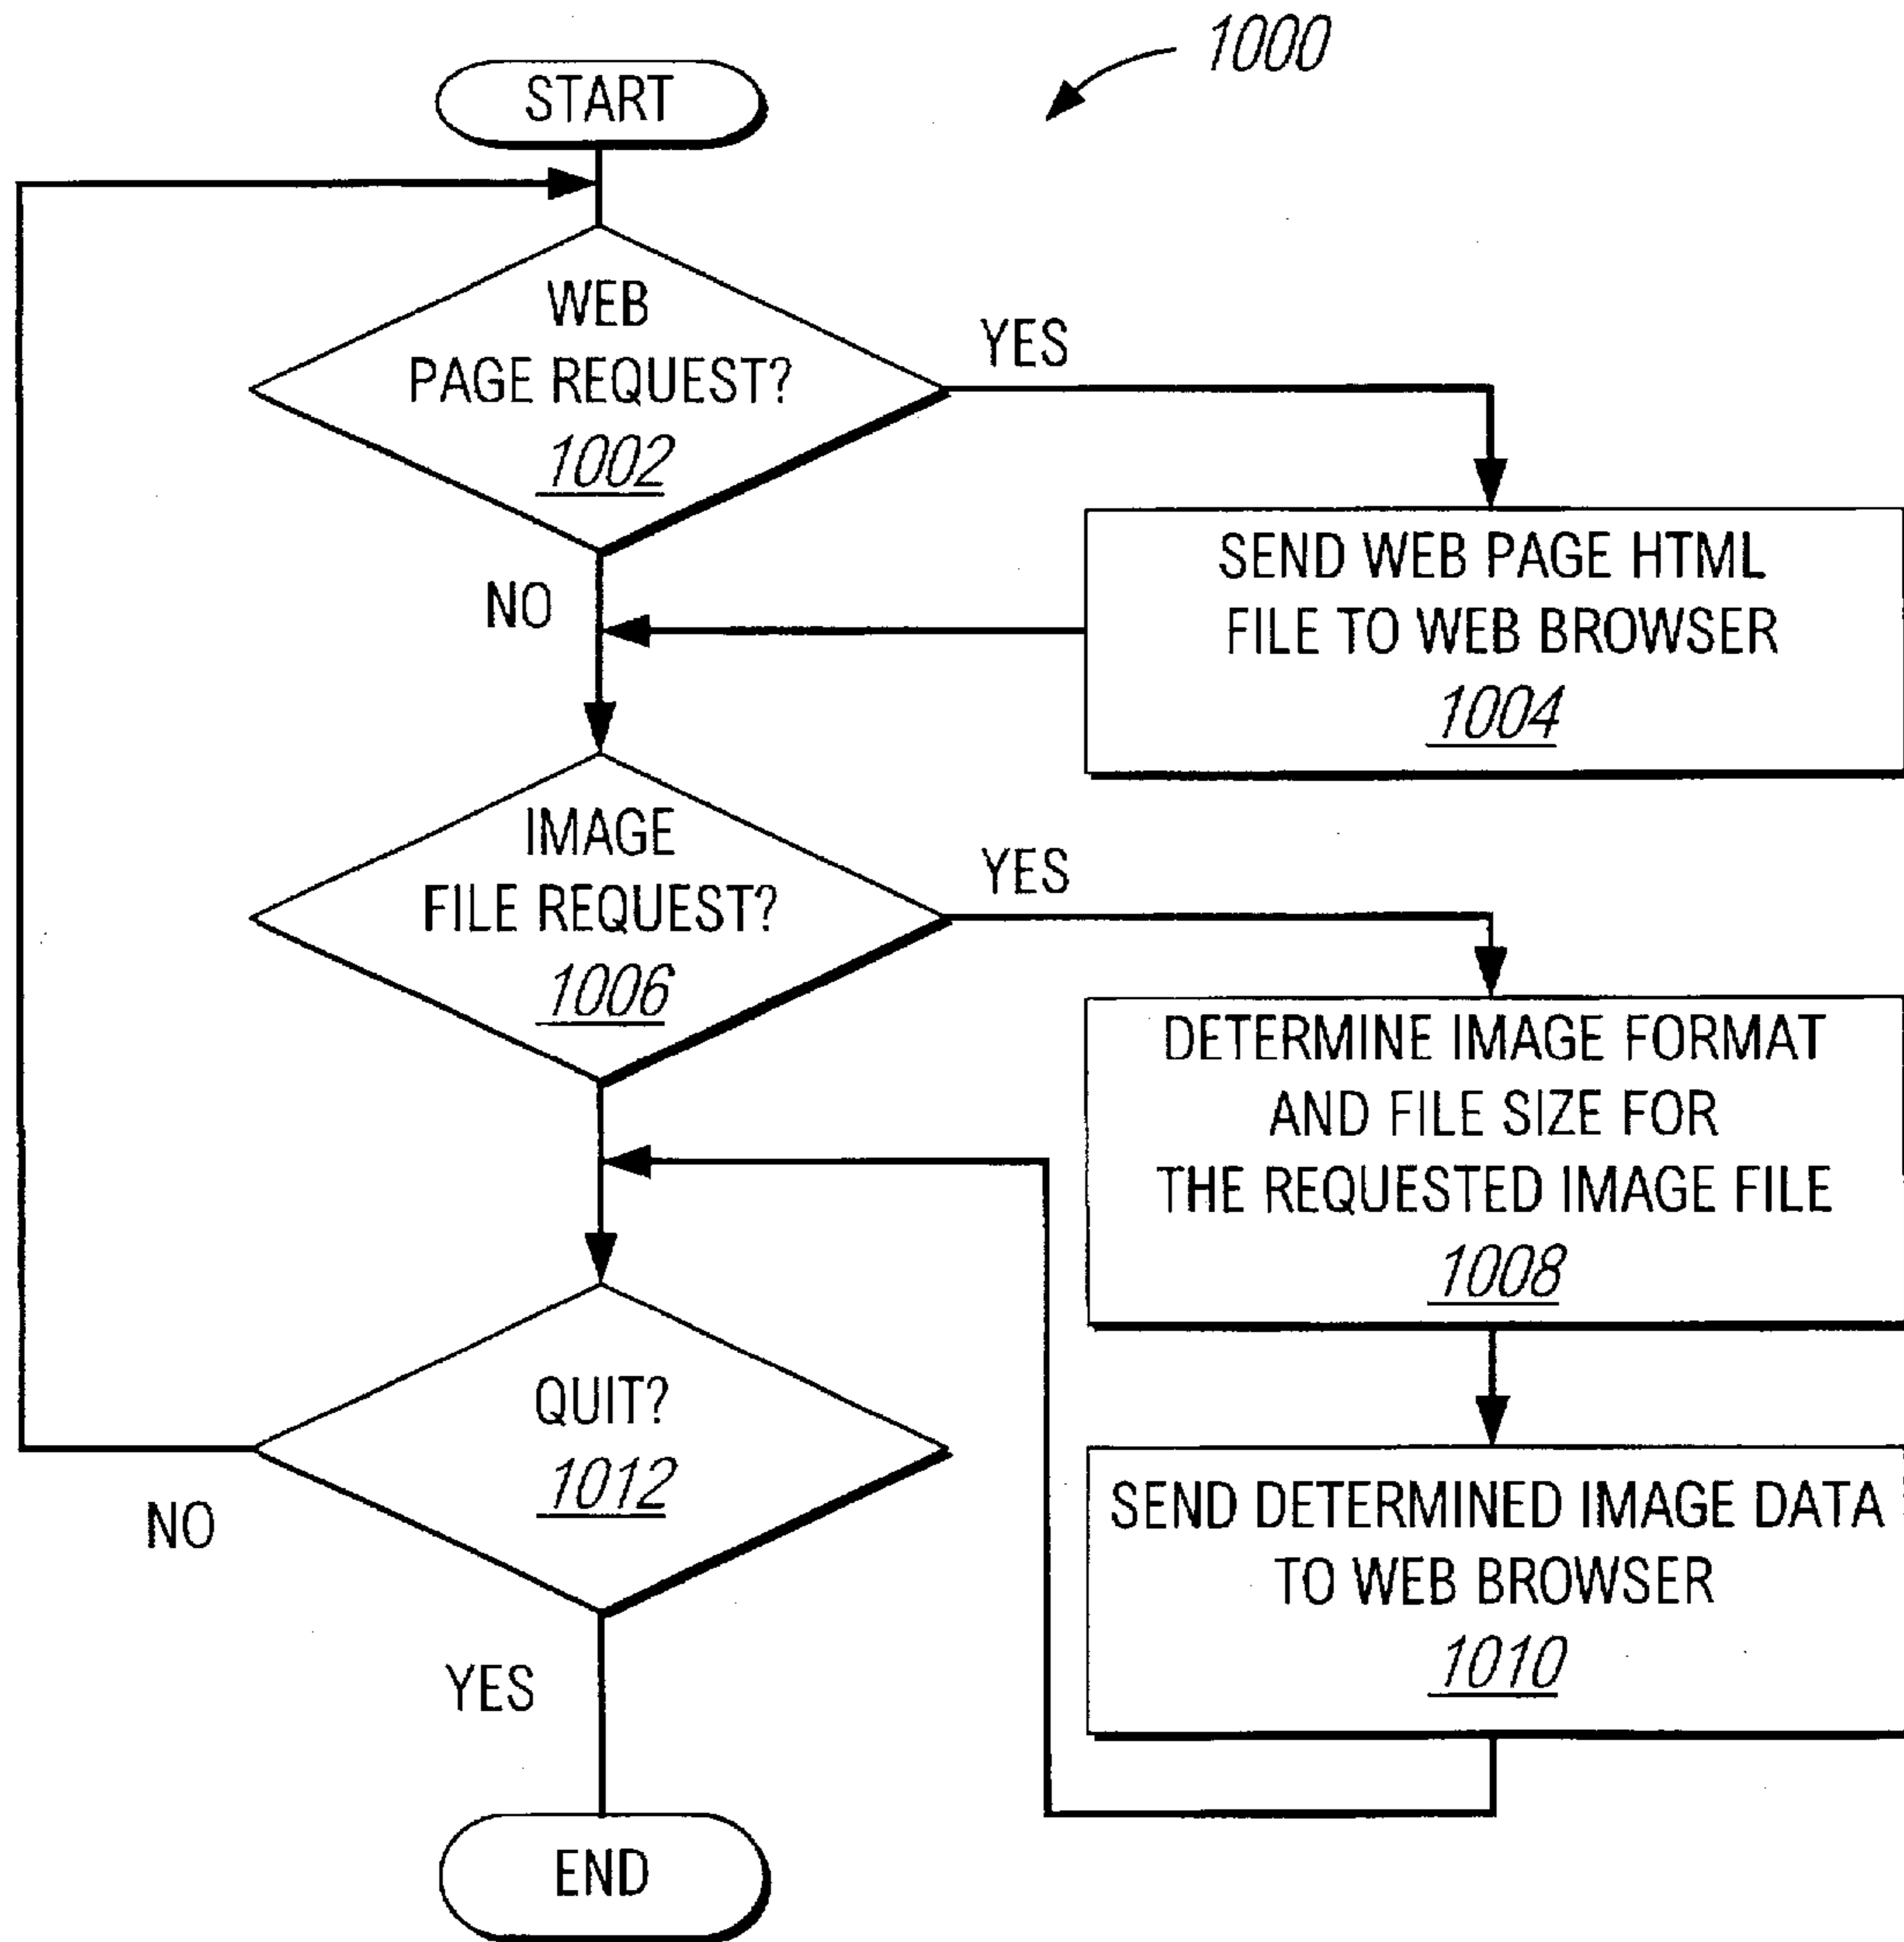 1000
START
WEB
PAGE REQUEST?
1002
YES
SEND WEB PAGE HTML
FILE TO WEB BROWSER
1004
NO
IMAGE
FILE REQUEST?
1006
YES
DETERMINE IMAGE FORMAT
AND FILE SIZE FOR
THE REQUESTED IMAGE FILE
1008
SEND DETERMINED IMAGE DATA
TO WEB BROWSER
1010
QUIT?
1012
NO
YES
END